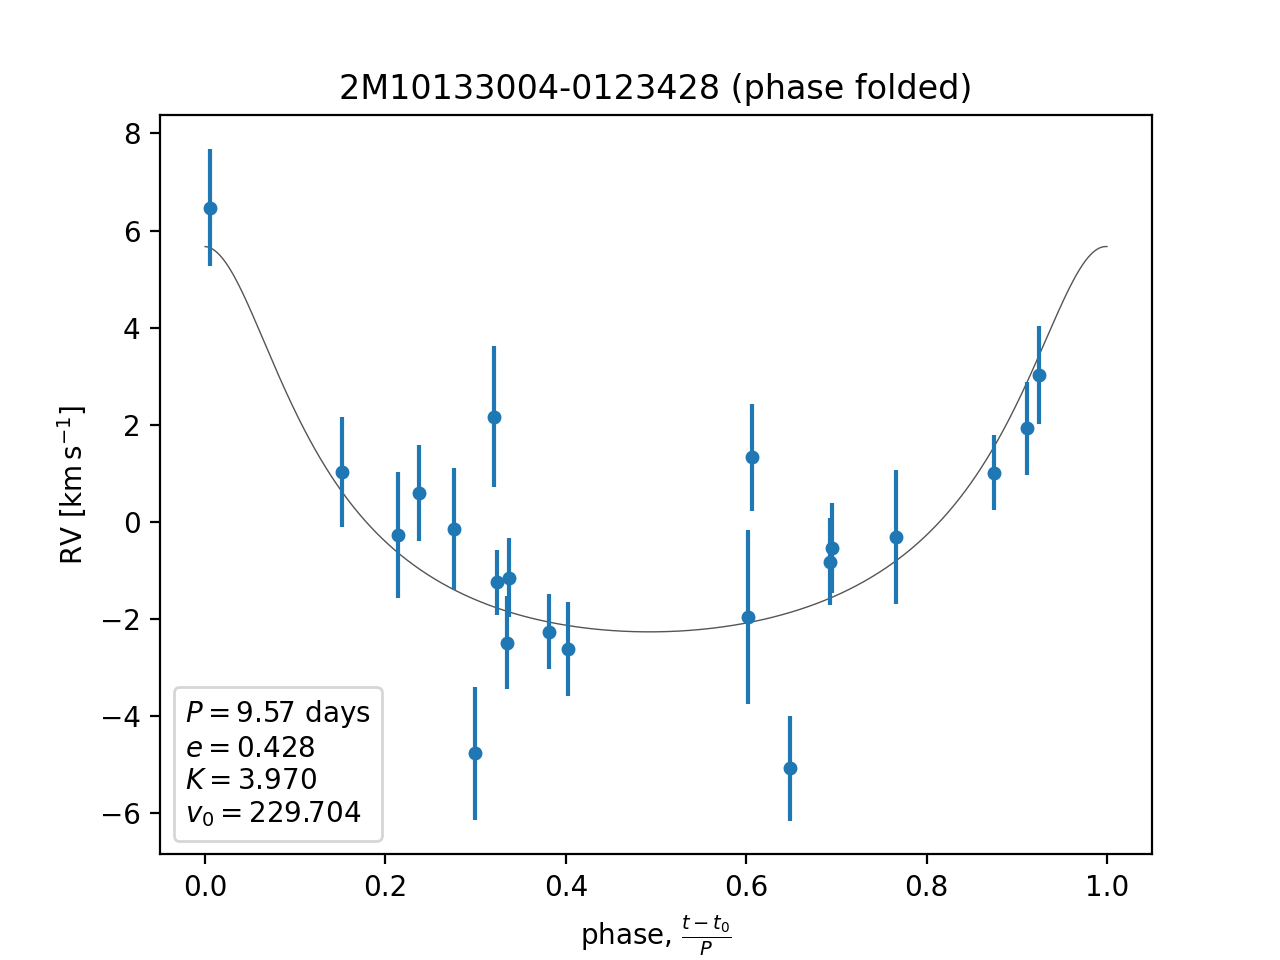 2M10133004-0123428 (phase folded)
8
6
4
2
0
−2
−4
−6
RV [km s⁻¹]
P = 9.57 days
e = 0.428
K = 3.970
v₀ = 229.704
0.0 0.2 0.4 0.6 0.8 1.0
phase, (t − t₀)/P